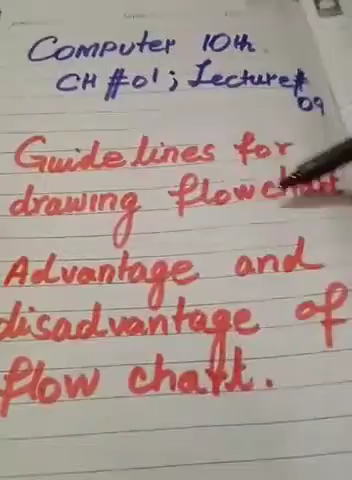 Computer 10th.
CH #01; Lecture#
09
Guidelines for
drawing flowchart
Advantage and
disadvantage of
flow chart.